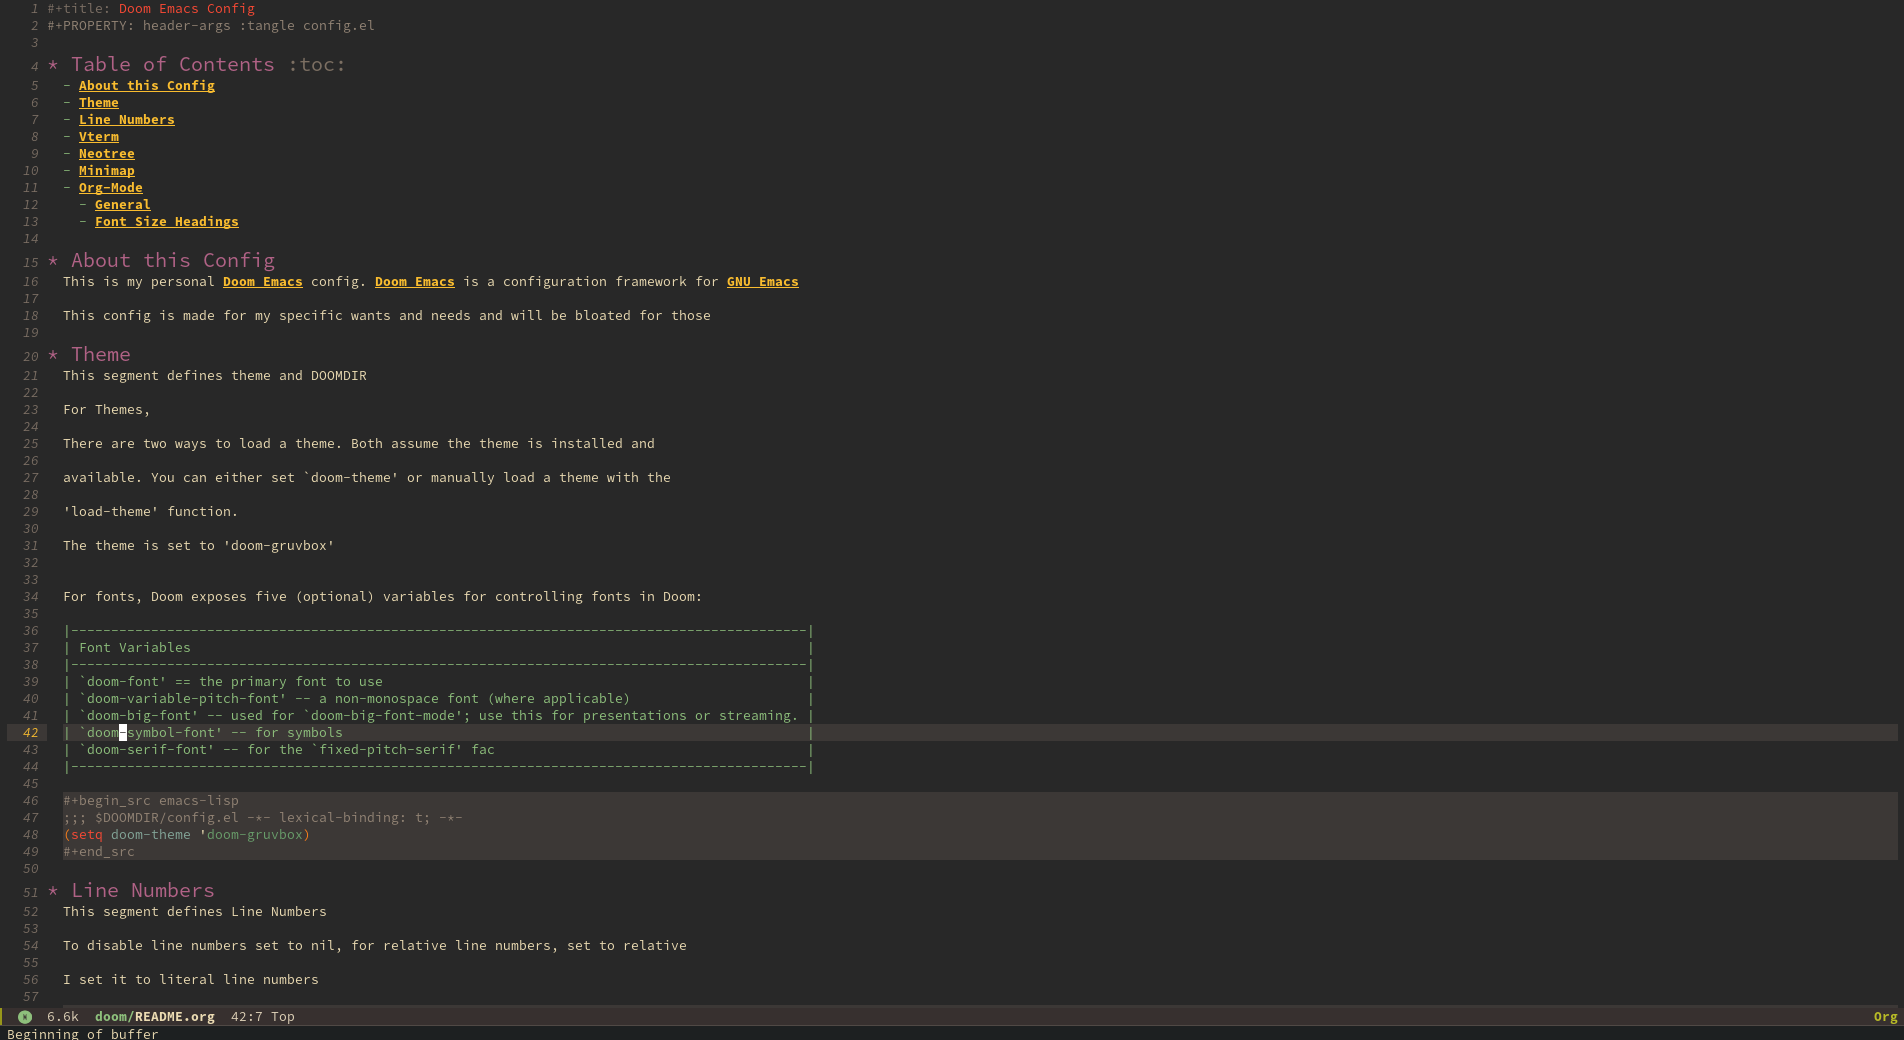 1 #+title: Doom Emacs Config
2 #+PROPERTY: header-args :tangle config.el
3
4 * Table of Contents :toc:
5 - About this Config
6 - Theme
7 - Line Numbers
8 - Vterm
9 - Neotree
10 - Minimap
11 - Org-Mode
12 - General
13 - Font Size Headings
14
15 * About this Config
16 This is my personal Doom Emacs config. Doom Emacs is a configuration framework for GNU Emacs
17
18 This config is made for my specific wants and needs and will be bloated for those
19
20 * Theme
21 This segment defines theme and DOOMDIR
22
23 For Themes,
24
25 There are two ways to load a theme. Both assume the theme is installed and
26
27 available. You can either set `doom-theme' or manually load a theme with the
28
29 'load-theme' function.
30
31 The theme is set to 'doom-gruvbox'
32
33
34 For fonts, Doom exposes five (optional) variables for controlling fonts in Doom:
35
36 |--------------------------------------------------------------------------------------------|
37 | Font Variables |
38 |--------------------------------------------------------------------------------------------|
39 | `doom-font' == the primary font to use |
40 | `doom-variable-pitch-font' -- a non-monospace font (where applicable) |
41 | `doom-big-font' -- used for `doom-big-font-mode'; use this for presentations or streaming. |
42 | `doom-symbol-font' -- for symbols |
43 | `doom-serif-font' -- for the `fixed-pitch-serif' fac |
44 |--------------------------------------------------------------------------------------------|
45
46 #+begin_src emacs-lisp
47 ;;; $DOOMDIR/config.el -*- lexical-binding: t; -*-
48 (setq doom-theme 'doom-gruvbox)
49 #+end_src
50
51 * Line Numbers
52 This segment defines Line Numbers
53
54 To disable line numbers set to nil, for relative line numbers, set to relative
55
56 I set it to literal line numbers
57
6.6k doom/README.org 42:7 Top Org
Beginning of buffer